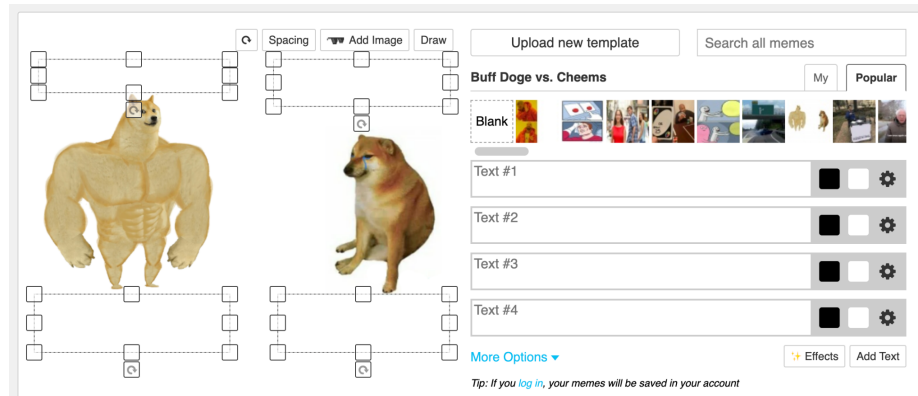 Spacing
Add Image
Draw
Upload new template
Search all memes
Buff Doge vs. Cheems
My
Popular
Blank
Text #1
Text #2
Text #3
Text #4
More Options
Effects
Add Text
Tip: If you log in, your memes will be saved in your account